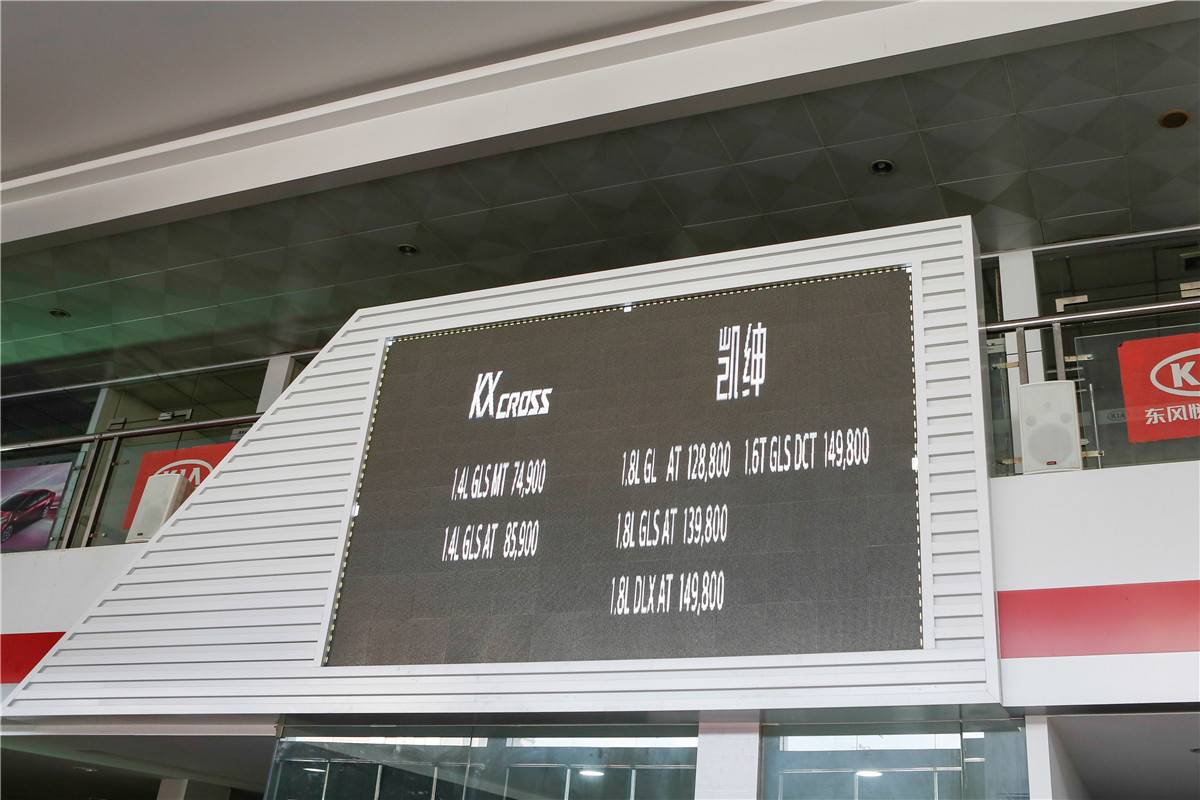 KX CROSS
1.4L GLS MT 74,900
1.4L GLS AT 85,900
凯绅
1.8L GL AT 128,800 1.6T GLS DCT 149,800
1.8L GLS AT 139,800
1.8L DLX AT 149,800
KIA
东风悦